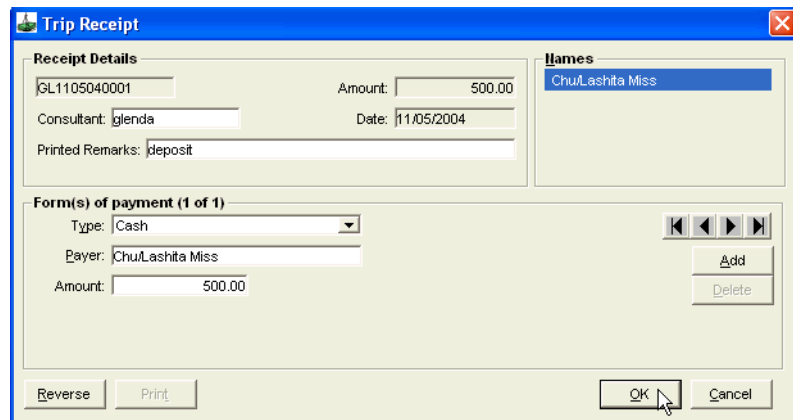 Trip Receipt
Receipt Details
Names
GL1105040001 Amount: 500.00
Chu/Lashita Miss
Consultant: glenda Date: 11/05/2004
Printed Remarks: deposit
Form(s) of payment (1 of 1)
Type: Cash
Payer: Chu/Lashita Miss
Add
Amount: 500.00
Delete
Reverse Print OK Cancel